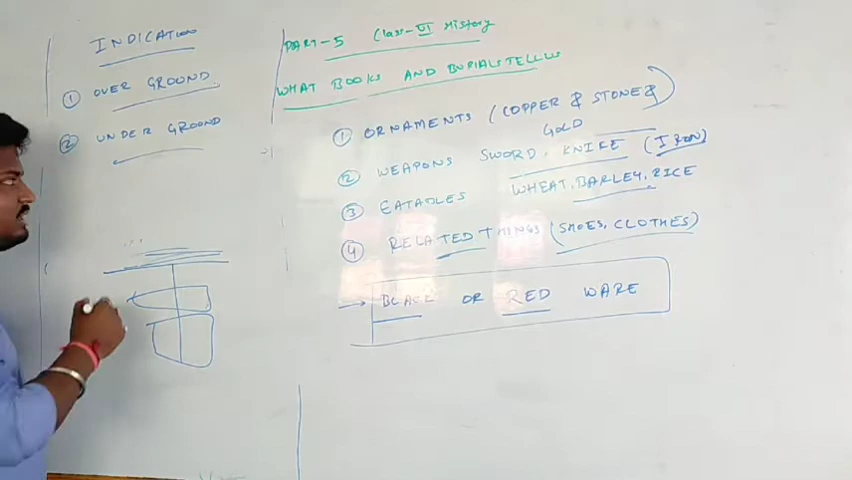 INDICATION
① OVER GROUND
② UNDER GROUND
PART-5 Class-VI History
WHAT BOOKS AND BURIALS TELL US
① ORNAMENTS (COPPER & STONE &)
GOLD
② WEAPONS SWORD, KNIFE (IRON)
③ EATABLES WHEAT, BARLEY, RICE
④ RELATED THINGS (SHOES, CLOTHES)
→ BLACK OR RED WARE